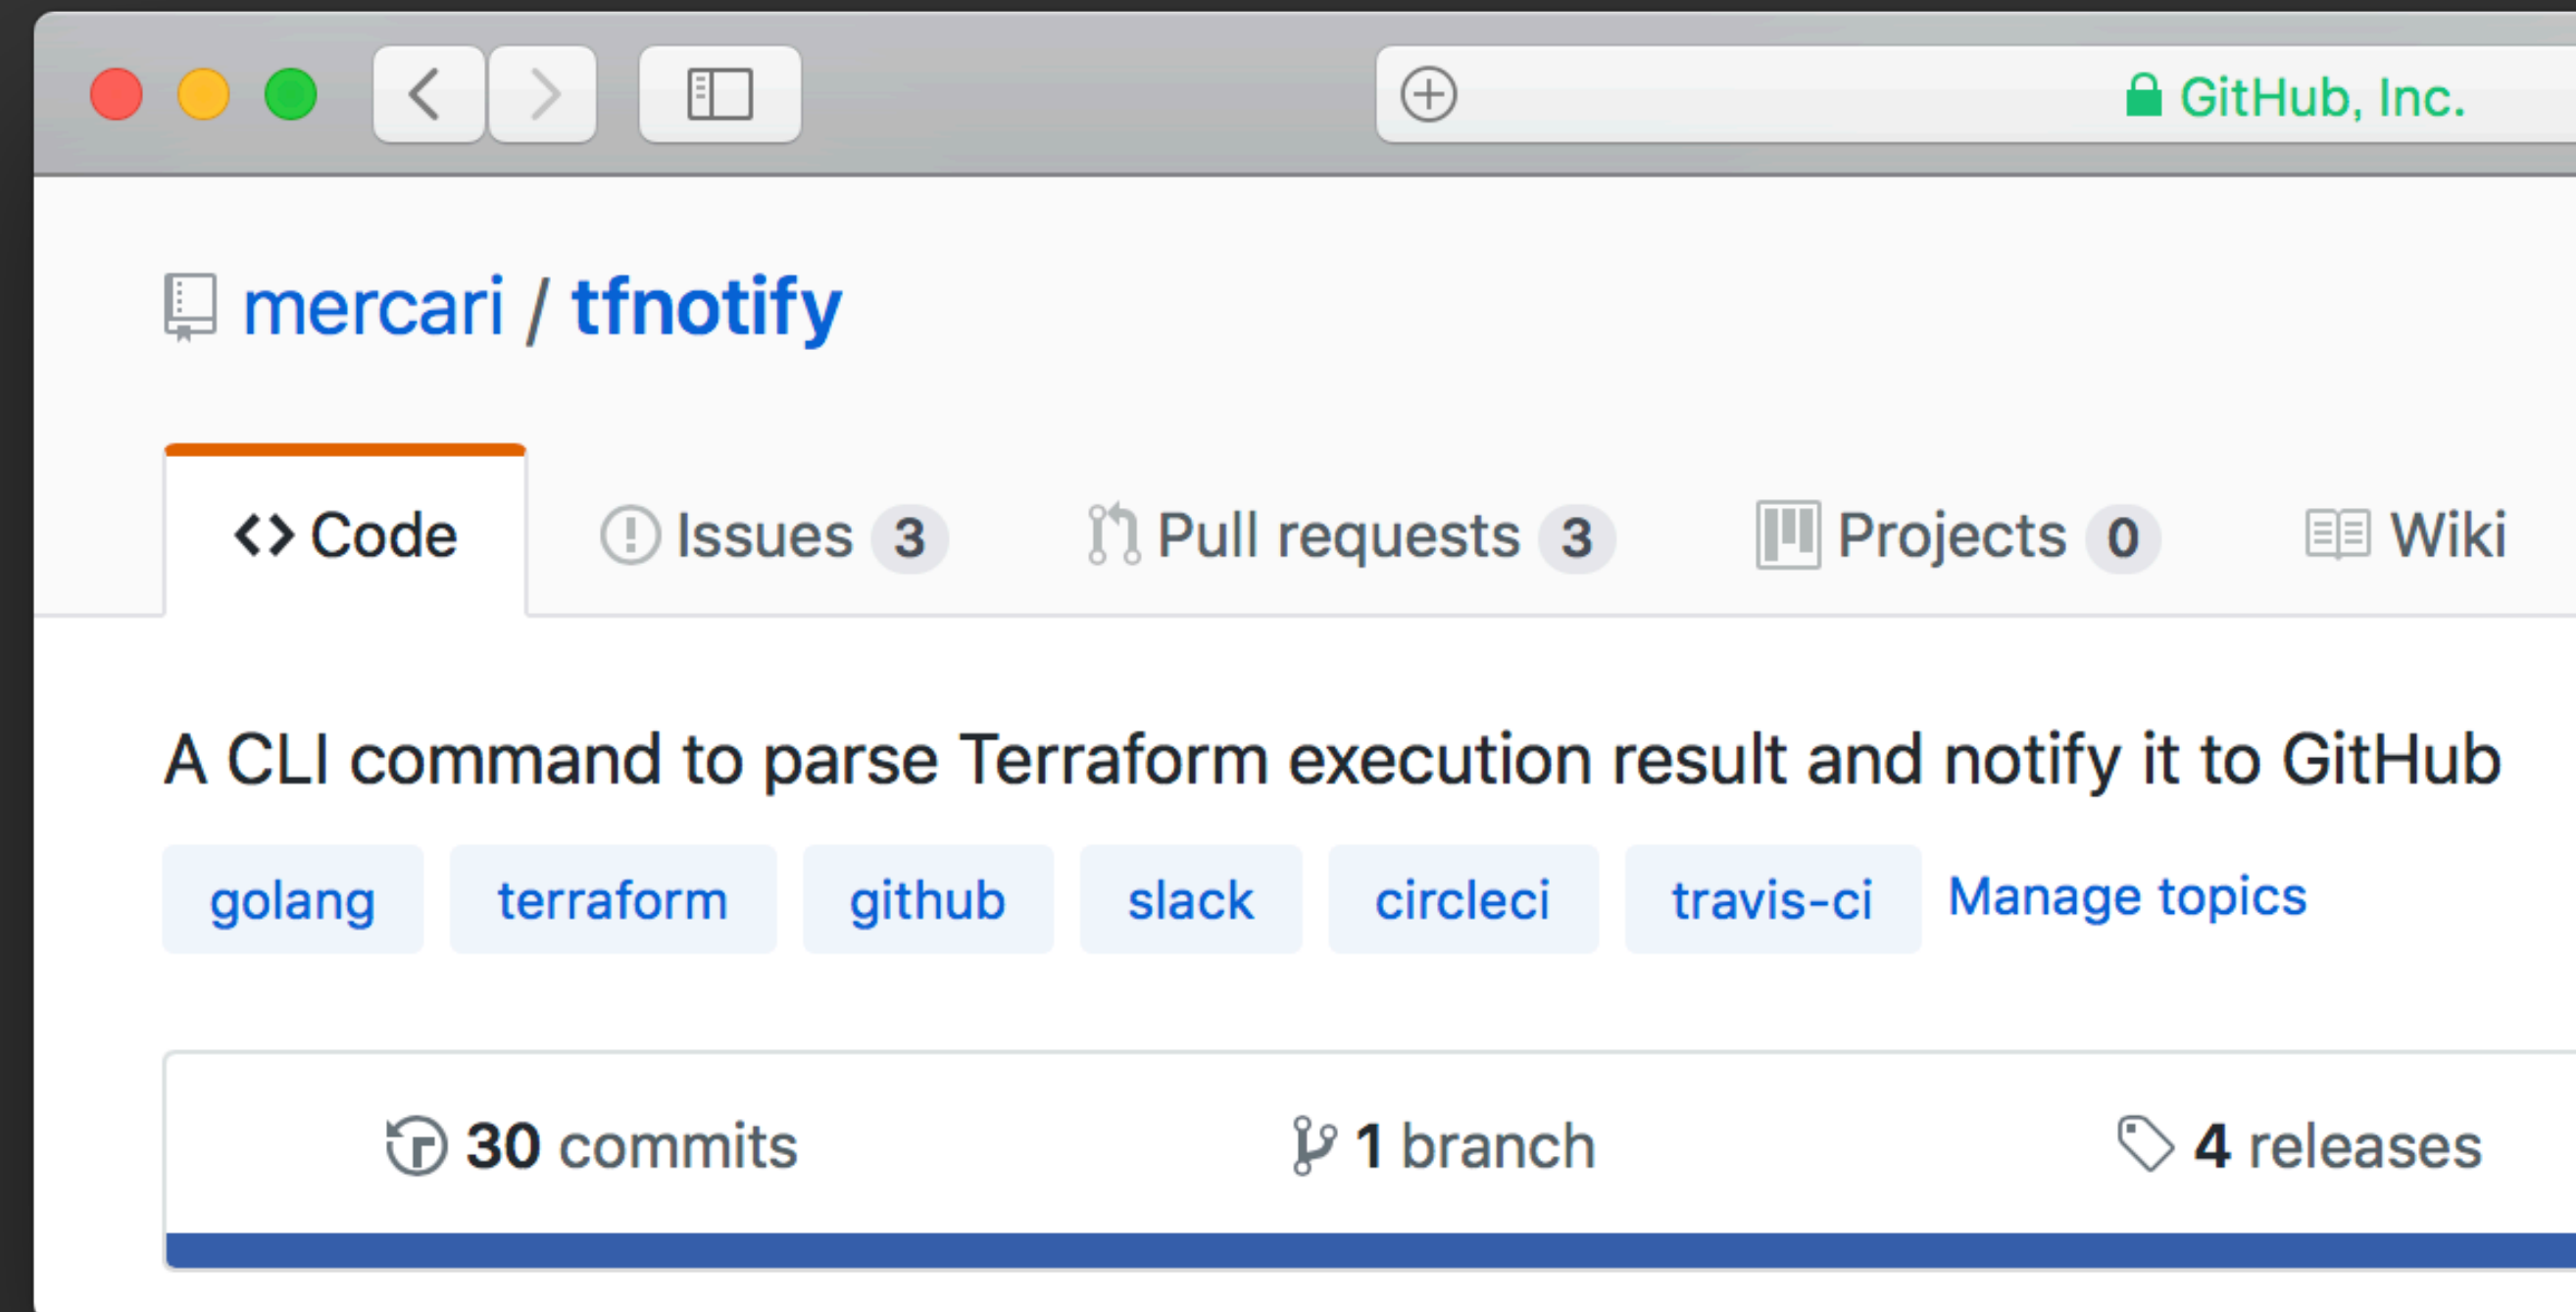 GitHub, Inc.
mercari / tfnotify
Code Issues 3 Pull requests 3 Projects 0 Wiki
A CLI command to parse Terraform execution result and notify it to GitHub
golang terraform github slack circleci travis-ci Manage topics
30 commits 1 branch 4 releases